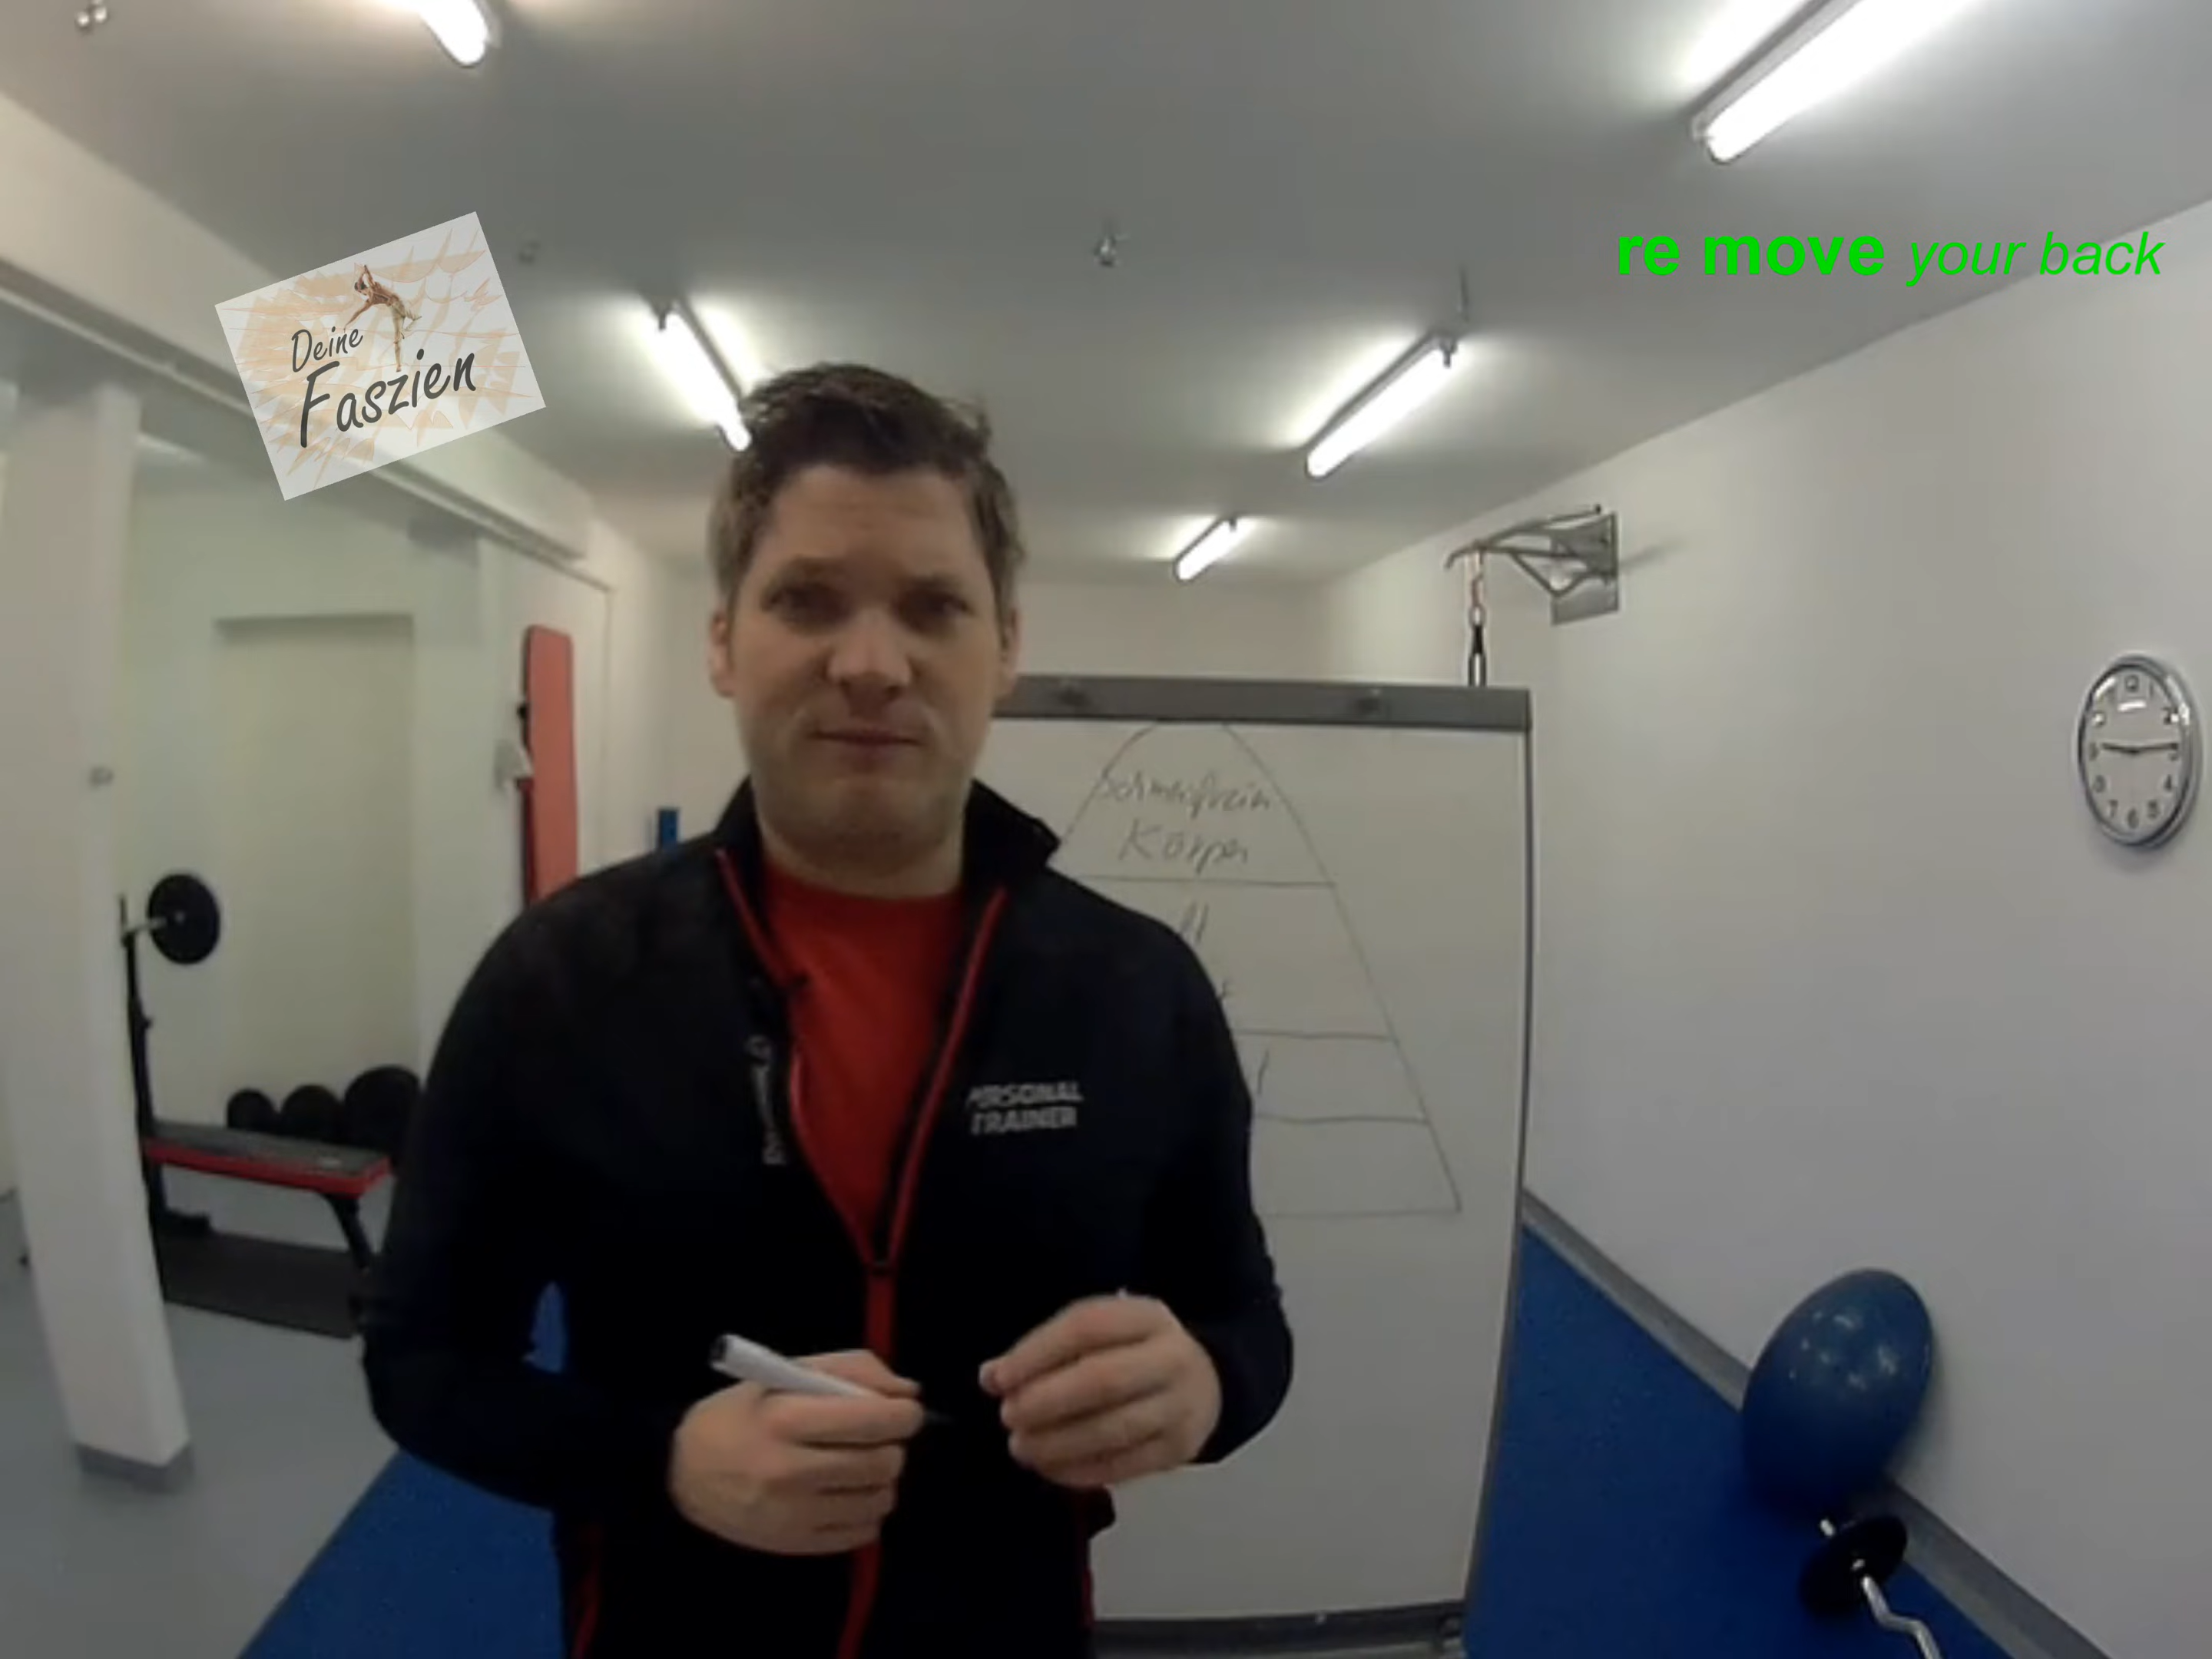 re move your back
Deine
Faszien
schmerzfreier
Körper
PERSONAL
TRAINER